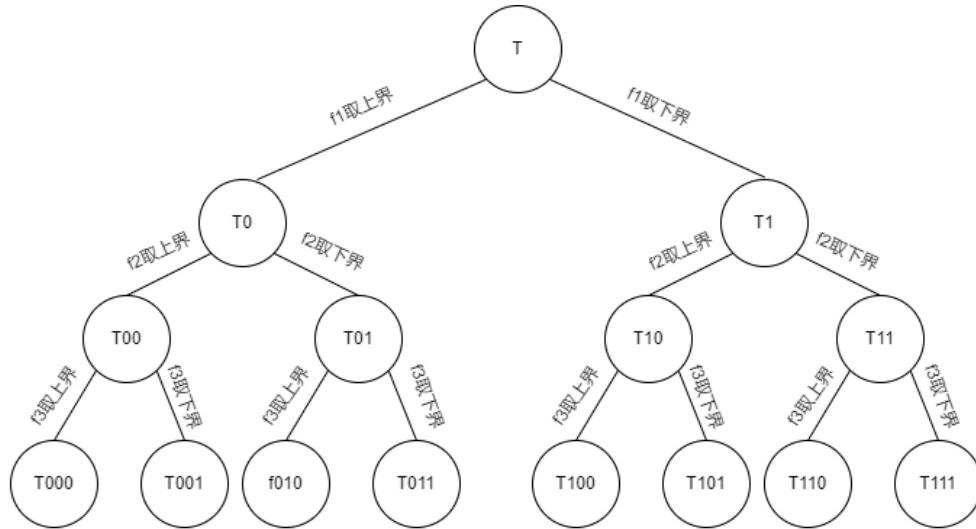 T
f1取上界
f1取下界
T0
T1
f2取上界
f2取下界
f2取上界
f2取下界
T00
T01
T10
T11
f3取上界
f3取下界
f3取上界
f3取下界
f3取上界
f3取下界
f3取上界
f3取下界
T000
T001
f010
T011
T100
T101
T110
T111